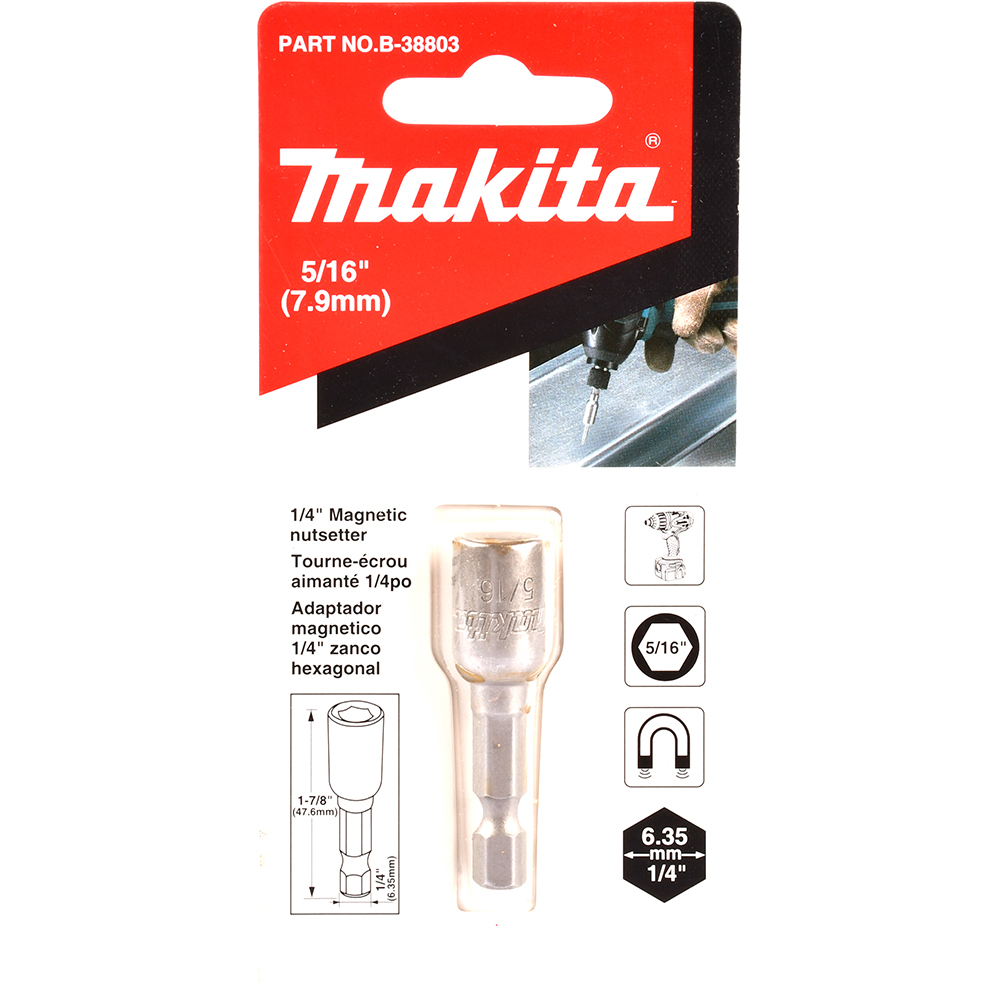 PART NO.B-38803
makita®
5/16"
(7.9mm)
1/4" Magnetic
nutsetter
Tourne-écrou
aimanté 1/4po
Adaptador
magnetico
1/4" zanco
hexagonal
5/16
makita
5/16"
1-7/8"
(47.6mm)
1/4"
(6.35mm)
6.35
mm
1/4"